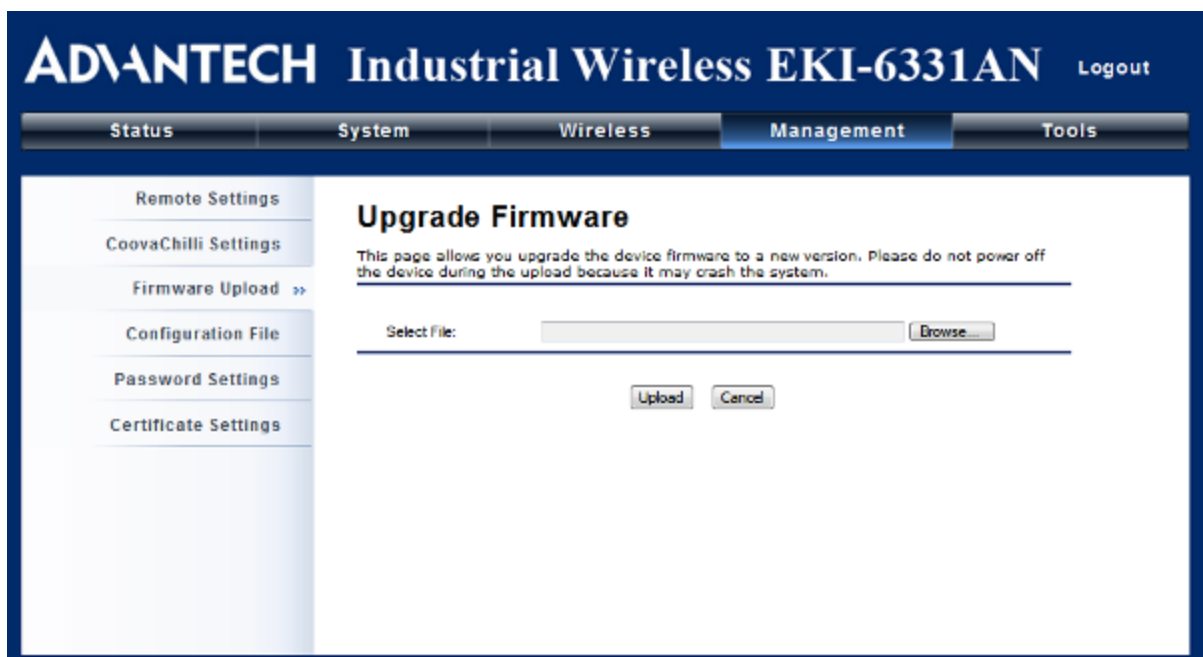 ADVANTECH Industrial Wireless EKI-6331AN Logout
Status System Wireless Management Tools
Remote Settings
CoovaChilli Settings
Firmware Upload »
Configuration File
Password Settings
Certificate Settings
Upgrade Firmware
This page allows you upgrade the device firmware to a new version. Please do not power off
the device during the upload because it may crash the system.
Select File: Browse...
Upload Cancel